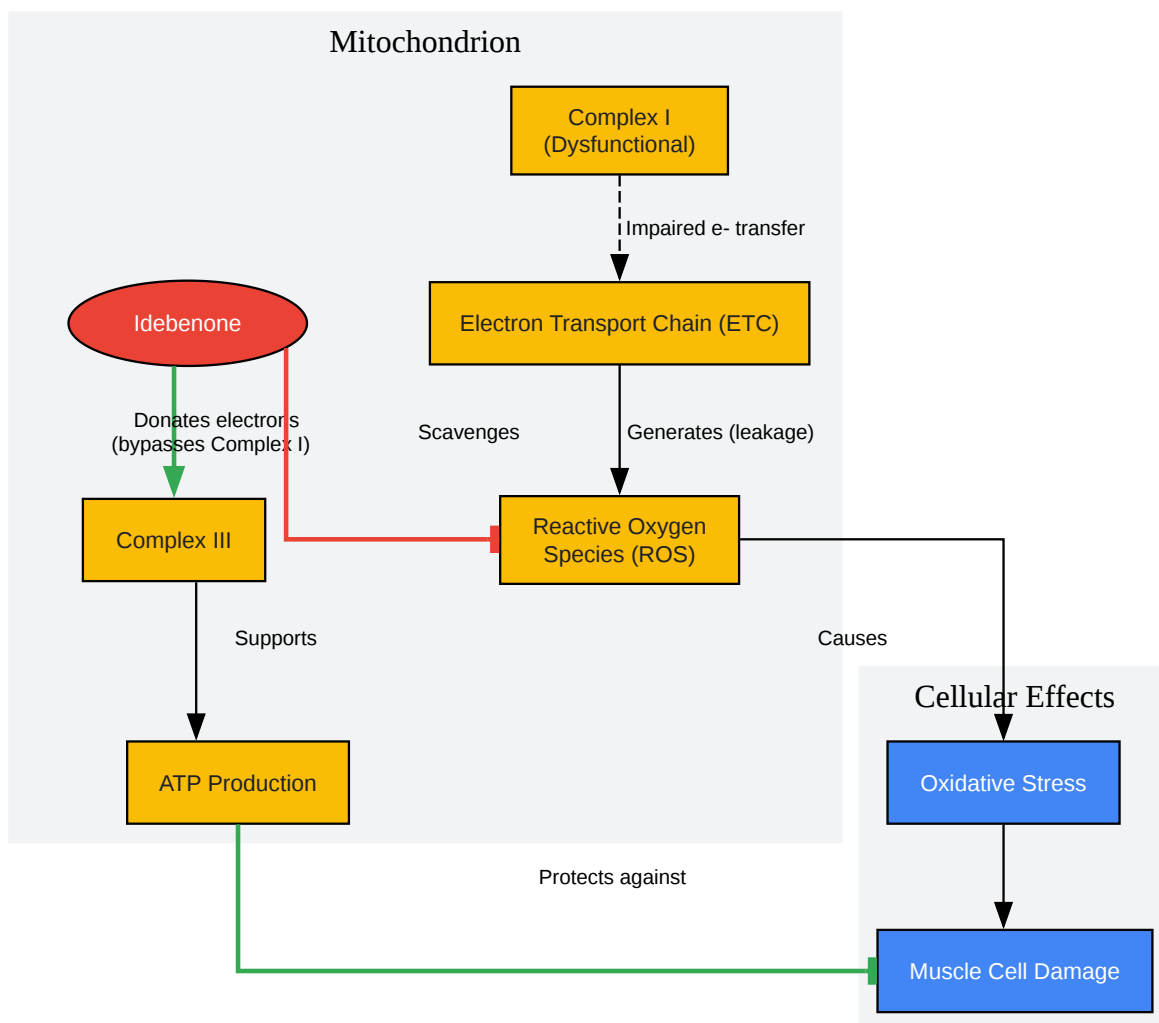 Mitochondrion
Complex I
(Dysfunctional)
Impaired e- transfer
Idebenone
Electron Transport Chain (ETC)
Donates electrons
(bypasses Complex I)
Scavenges
Generates (leakage)
Complex III
Reactive Oxygen
Species (ROS)
Supports
Causes
Cellular Effects
ATP Production
Oxidative Stress
Protects against
Muscle Cell Damage